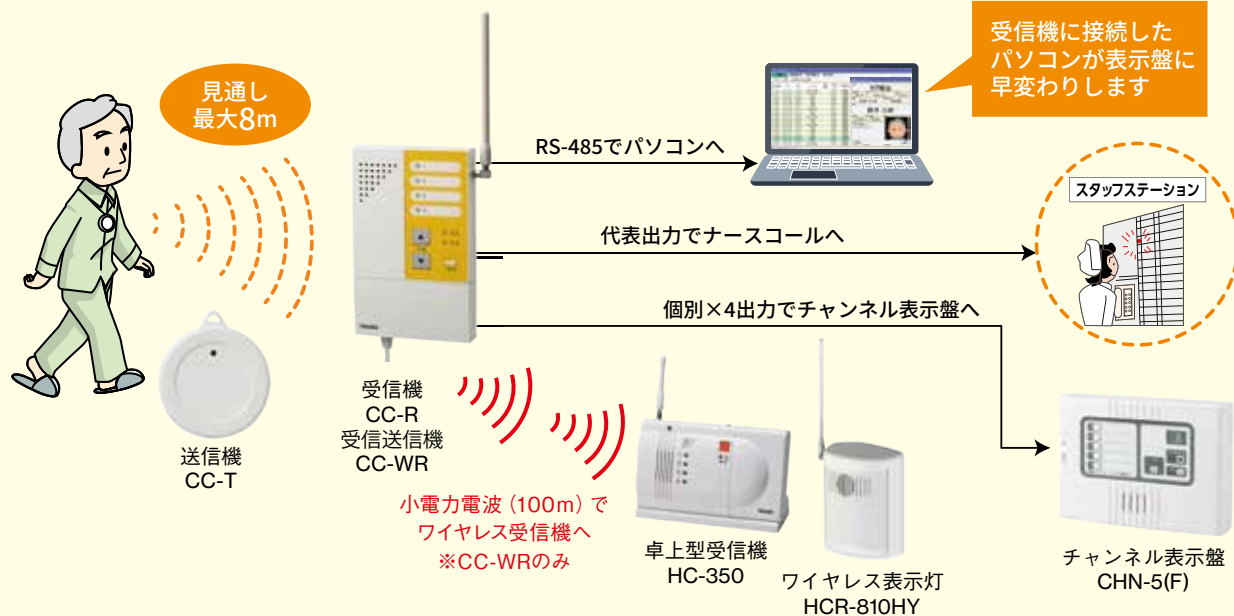 受信機に接続した
パソコンが表示盤に
早変わりします
見通し
最大8m
RS-485でパソコンへ
スタッフステーション
代表出力でナースコールへ
個別×4出力でチャンネル表示盤へ
受信機
CC-R
受信送信機
CC-WR
送信機
CC-T
小電力電波（100m）で
ワイヤレス受信機へ
※CC-WRのみ
卓上型受信機
HC-350
ワイヤレス表示灯
HCR-810HY
チャンネル表示盤
CHN-5(F)